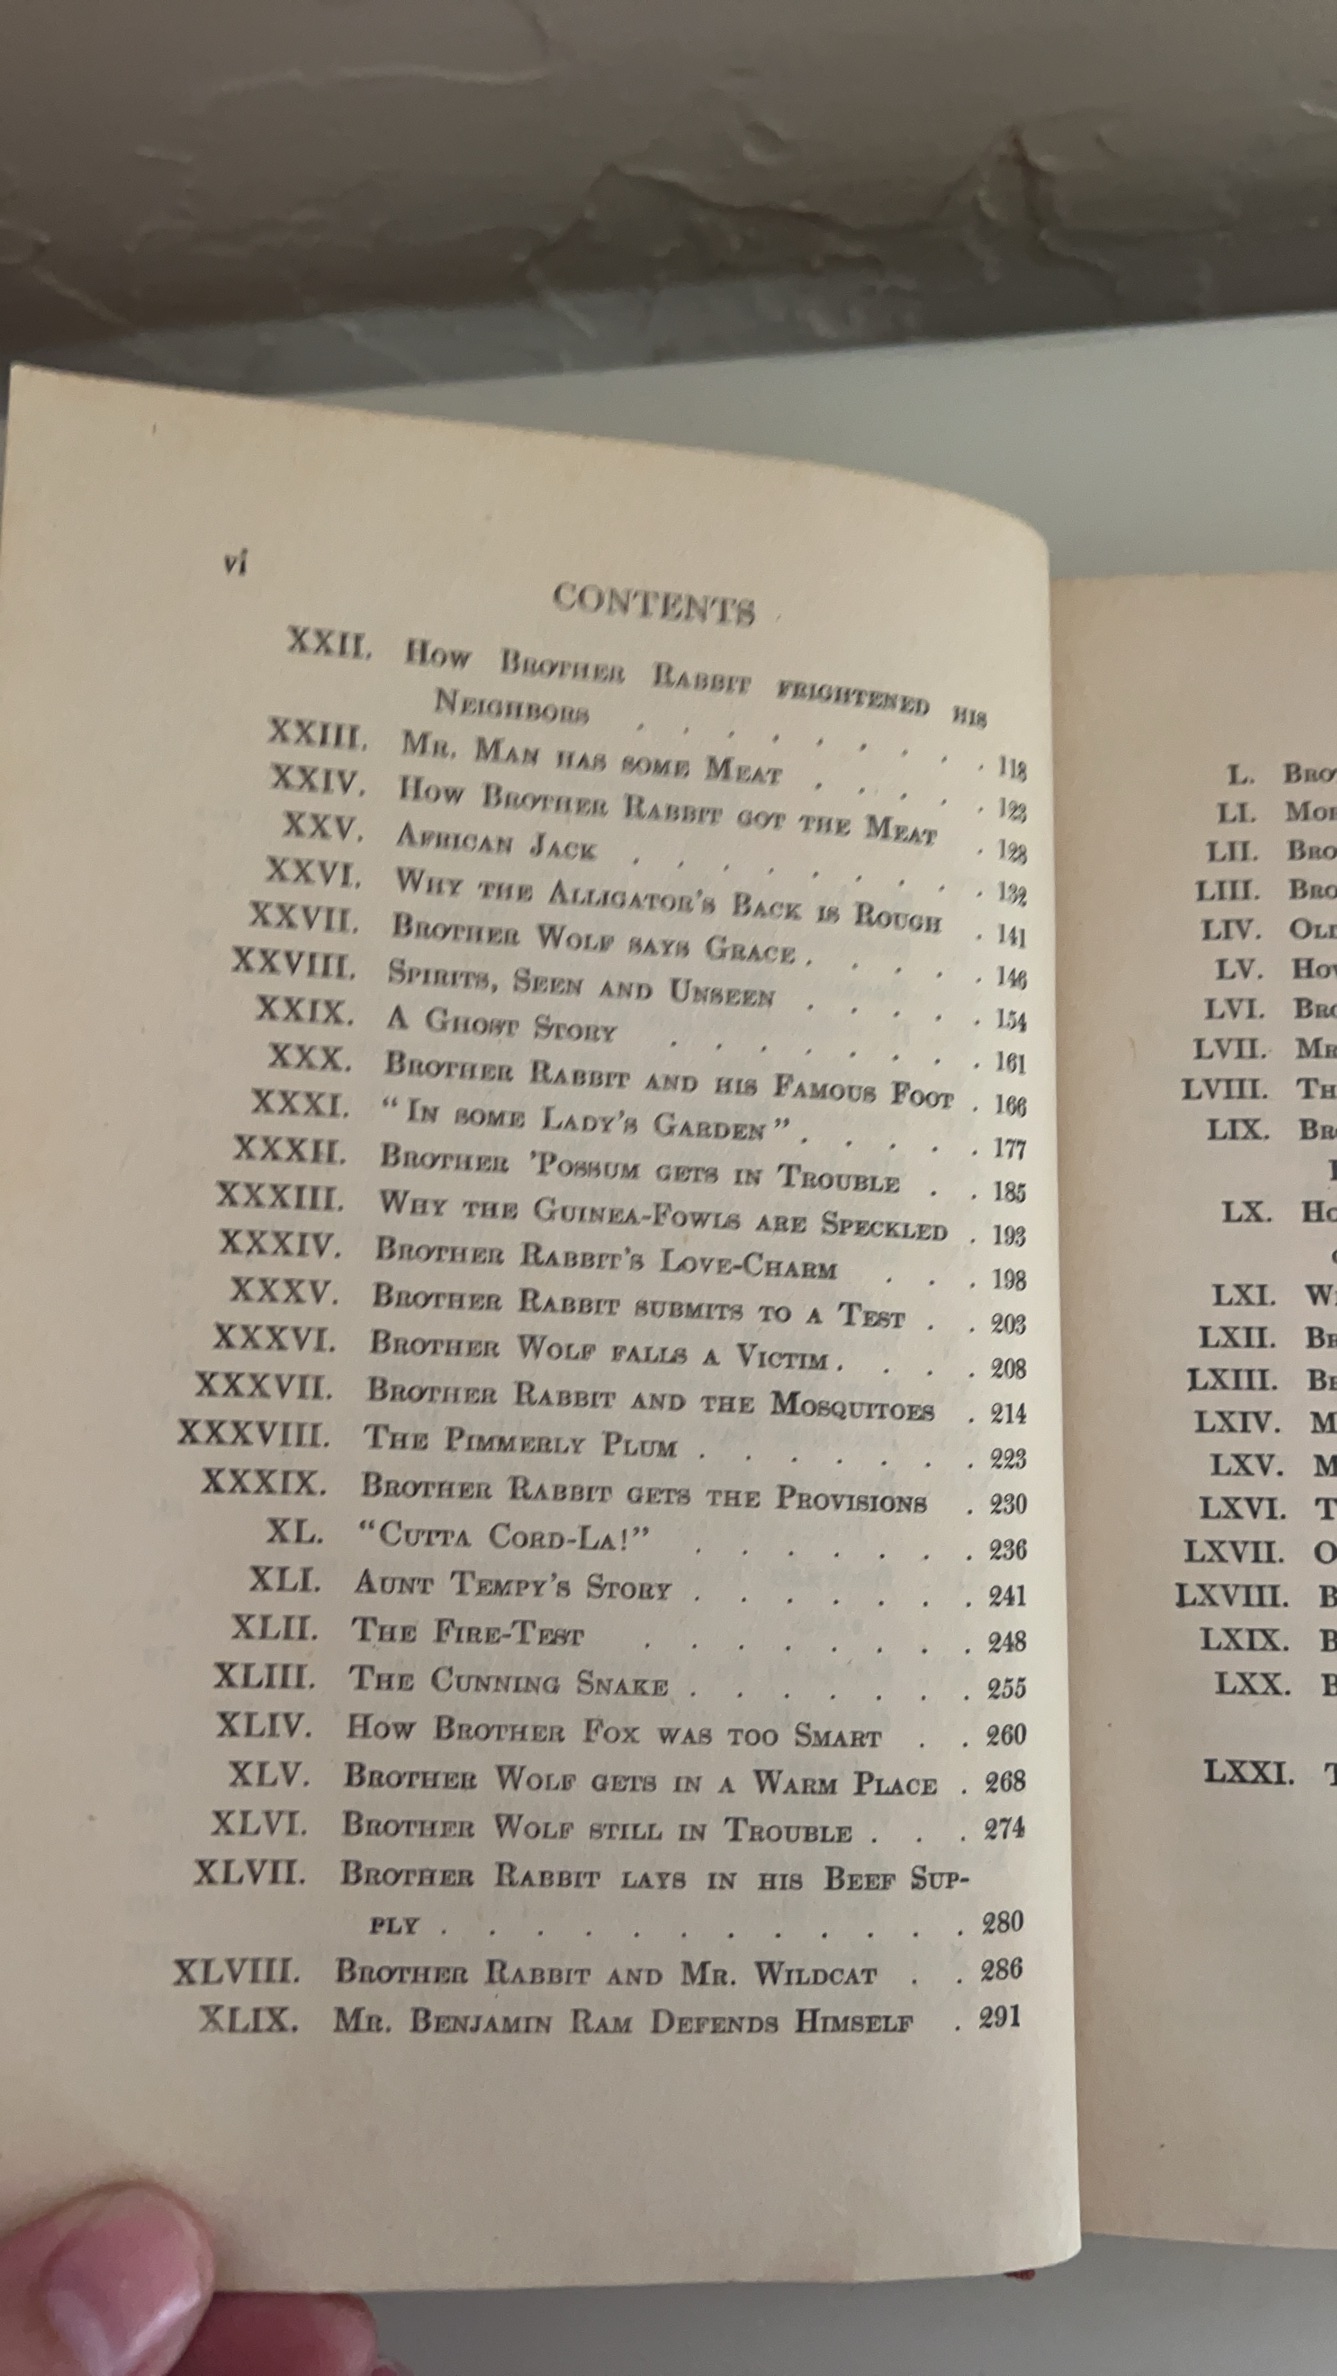 vi
CONTENTS
XXII. How Brother Rabbit frightened his
Neighbors . . . . . . . . . 118
XXIII. Mr. Man has some Meat . . . . . . 123
XXIV. How Brother Rabbit got the Meat . 128
XXV. African Jack . . . . . . . . . 132
XXVI. Why the Alligator's Back is Rough . 141
XXVII. Brother Wolf says Grace . . . . . 146
XXVIII. Spirits, Seen and Unseen . . . . . 154
XXIX. A Ghost Story . . . . . . . . 161
XXX. Brother Rabbit and his Famous Foot . 166
XXXI. "In some Lady's Garden" . . . . . 177
XXXII. Brother 'Possum gets in Trouble . . 185
XXXIII. Why the Guinea-Fowls are Speckled . 193
XXXIV. Brother Rabbit's Love-Charm . . . 198
XXXV. Brother Rabbit submits to a Test . . 203
XXXVI. Brother Wolf falls a Victim . . . . 208
XXXVII. Brother Rabbit and the Mosquitoes . 214
XXXVIII. The Pimmerly Plum . . . . . . . 223
XXXIX. Brother Rabbit gets the Provisions . 230
XL. "Cutta Cord-La!" . . . . . . . 236
XLI. Aunt Tempy's Story . . . . . . . 241
XLII. The Fire-Test . . . . . . . . 248
XLIII. The Cunning Snake . . . . . . . 255
XLIV. How Brother Fox was too Smart . . 260
XLV. Brother Wolf gets in a Warm Place . 268
XLVI. Brother Wolf still in Trouble . . . 274
XLVII. Brother Rabbit lays in his Beef Sup-
ply . . . . . . . . . . . . 280
XLVIII. Brother Rabbit and Mr. Wildcat . . 286
XLIX. Mr. Benjamin Ram Defends Himself . 291
L.
LI.
LII.
LIII.
LIV.
LV.
LVI.
LVII.
LVIII.
LIX.
LX.
LXI.
LXII.
LXIII.
LXIV.
LXV.
LXVI.
LXVII.
LXVIII.
LXIX.
LXX.
LXXI.